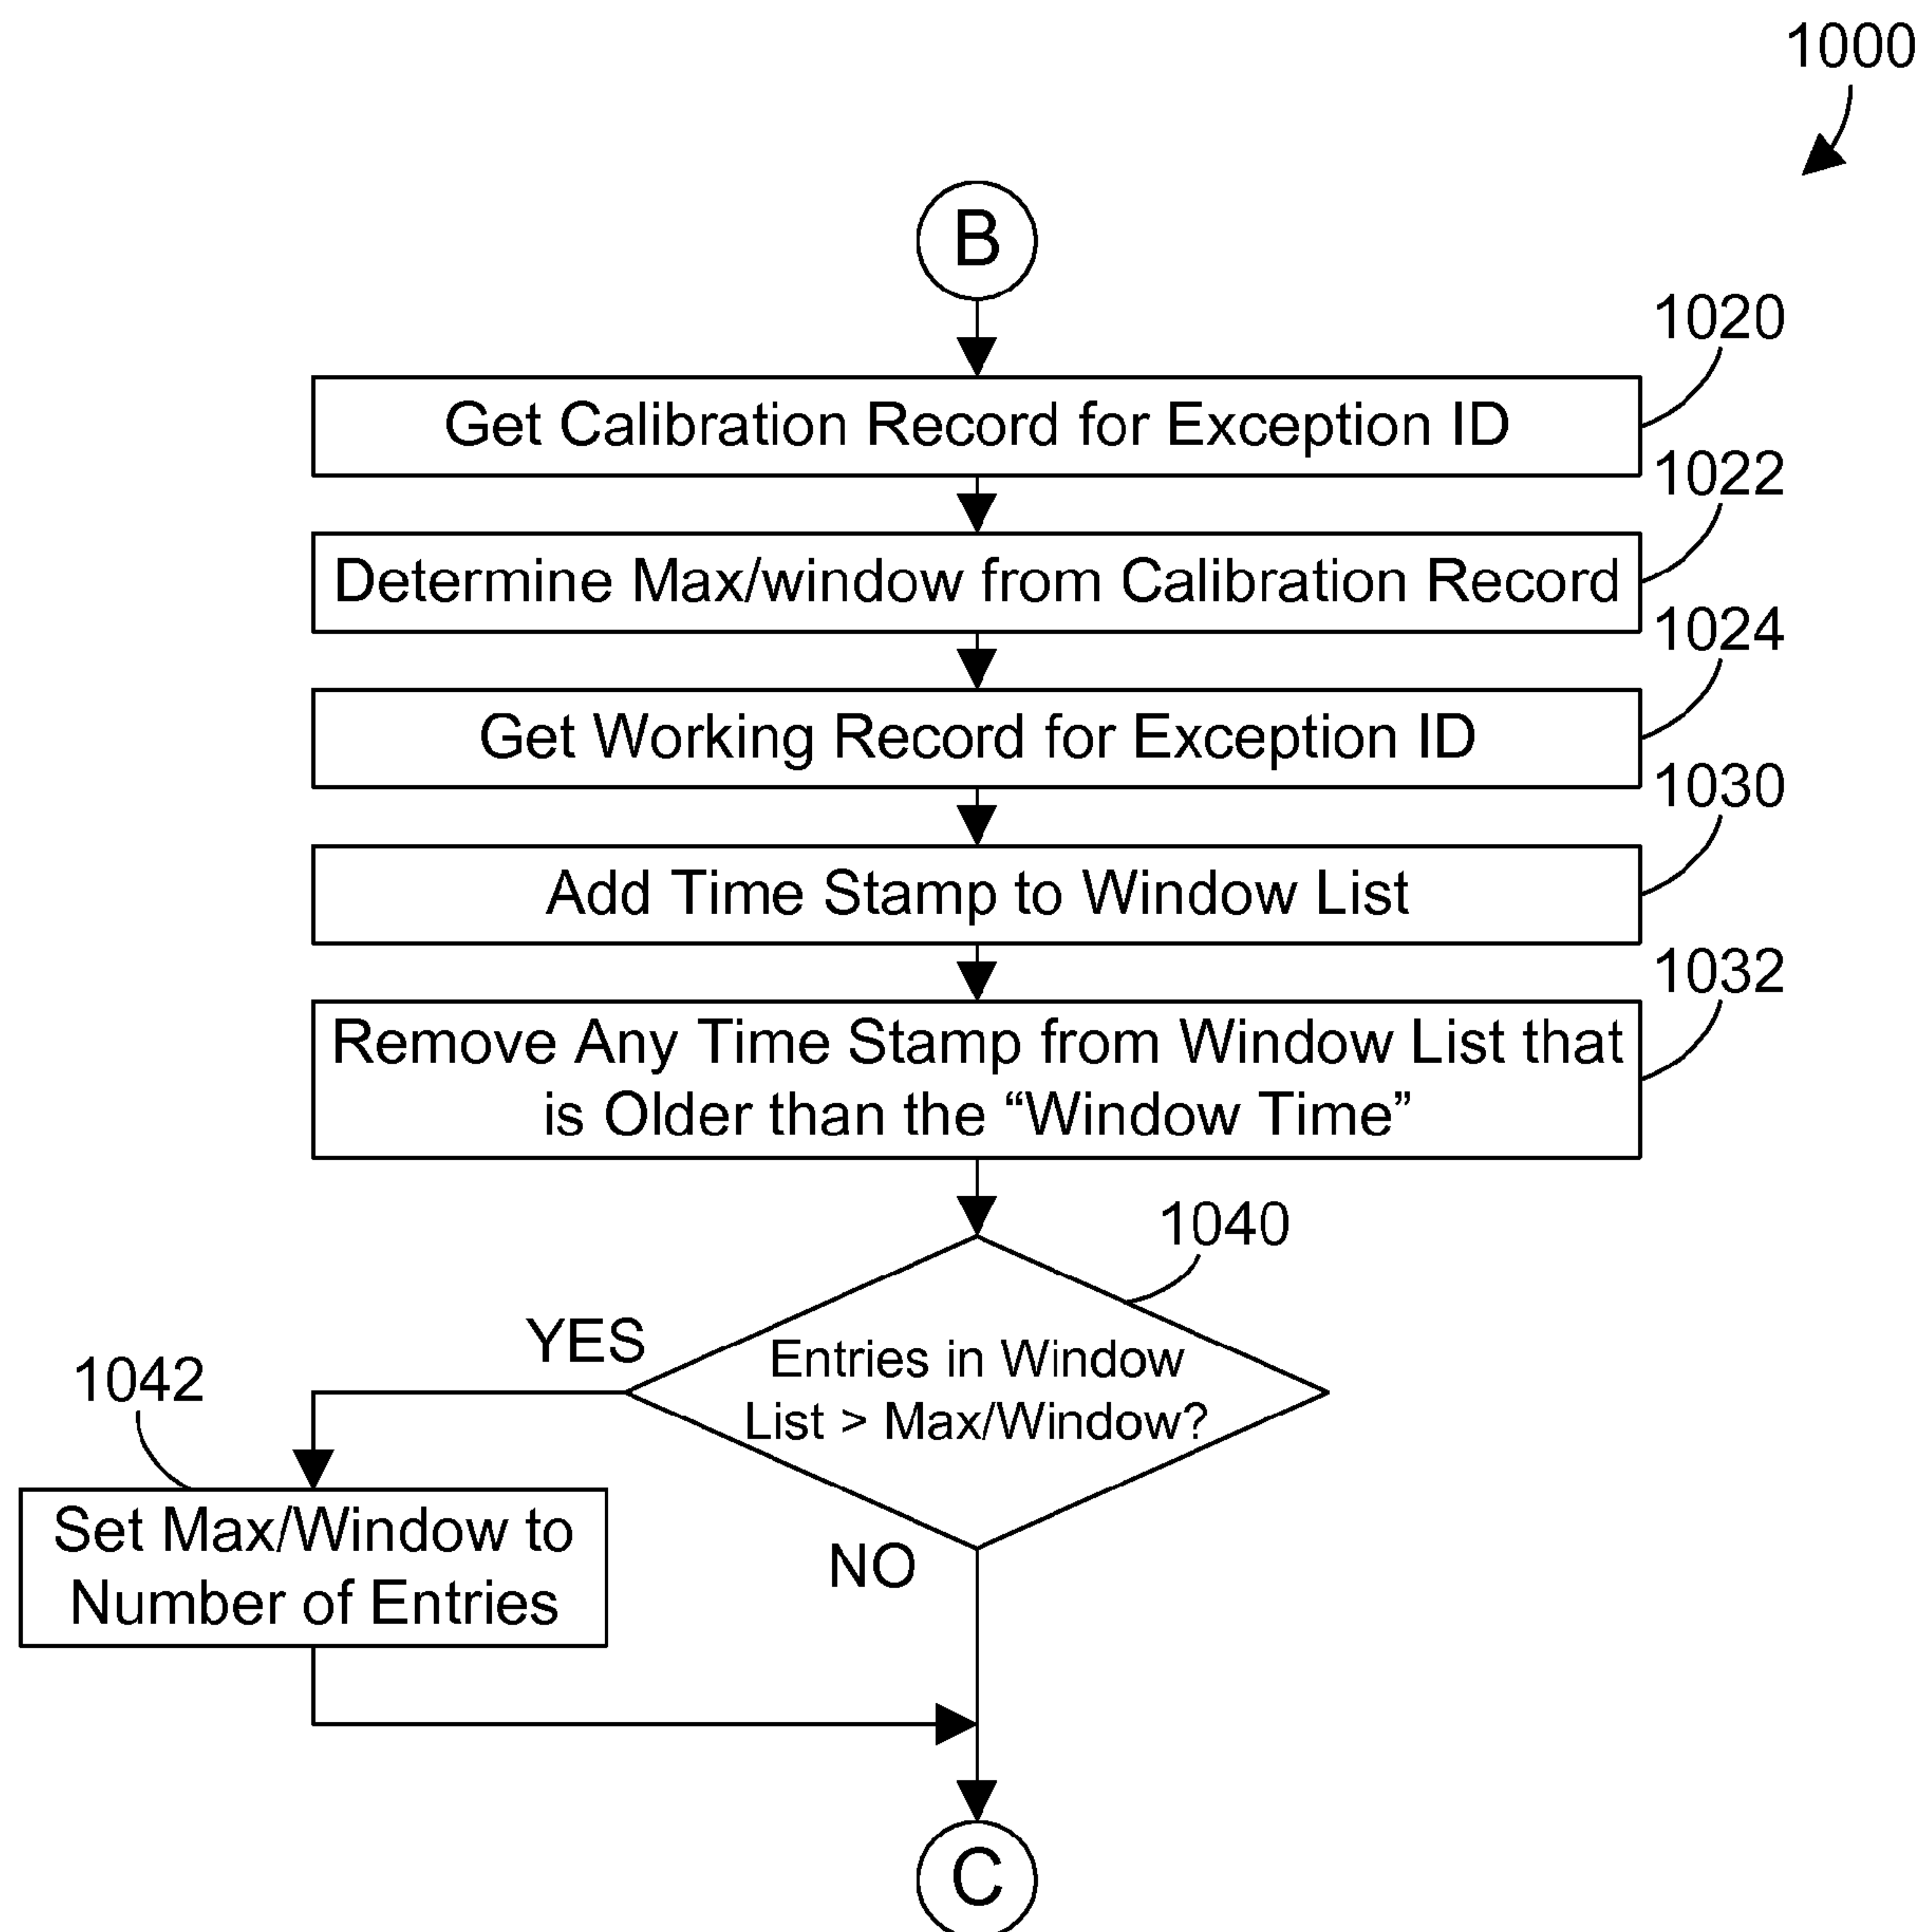 1000
B
1020
Get Calibration Record for Exception ID
1022
Determine Max/window from Calibration Record
1024
Get Working Record for Exception ID
1030
Add Time Stamp to Window List
1032
Remove Any Time Stamp from Window List that
is Older than the “Window Time”
1040
YES
Entries in Window
List > Max/Window?
1042
Set Max/Window to
Number of Entries
NO
C